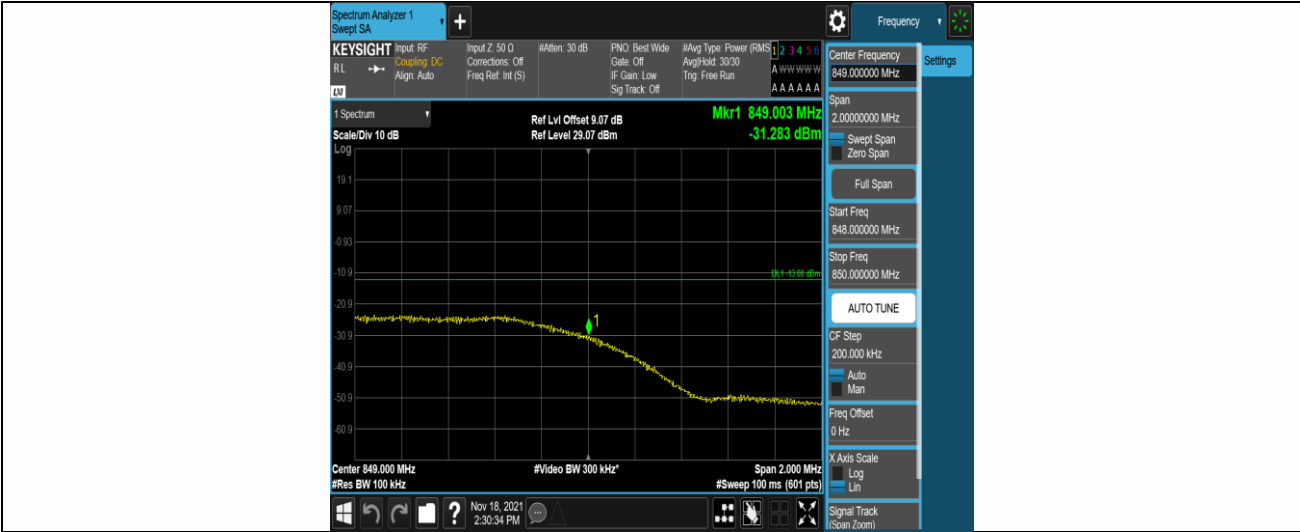 Spectrum Analyzer 1
Swept SA
+
Frequency
KEYSIGHT
RL
LXI
Input: RF
Coupling: DC
Align: Auto
Input Z: 50 Ω
Corrections: Off
Freq Ref: Int (S)
#Atten: 30 dB
PNO: Best Wide
Gate: Off
IF Gain: Low
Sig Track: Off
#Avg Type: Power (RMS
Avg|Hold: 30/30
Trig: Free Run
1 2 3 4 5 6
A W W W W W
A A A A A A
1 Spectrum
Scale/Div 10 dB
Log
Ref Lvl Offset 9.07 dB
Ref Level 29.07 dBm
Mkr1 849.003 MHz
-31.283 dBm
19.1
9.07
-0.93
-10.9
DL1 -13.00 dBm
-20.9
1
-30.9
-40.9
-50.9
-60.9
Center 849.000 MHz
#Res BW 100 kHz
#Video BW 300 kHz*
Span 2.000 MHz
#Sweep 100 ms (601 pts)
?
Nov 18, 2021
2:30:34 PM
Center Frequency
849.000000 MHz
Settings
Span
2.00000000 MHz
Swept Span
Zero Span
Full Span
Start Freq
848.000000 MHz
Stop Freq
850.000000 MHz
AUTO TUNE
CF Step
200.000 kHz
Auto
Man
Freq Offset
0 Hz
X Axis Scale
Log
Lin
Signal Track
(Span Zoom)